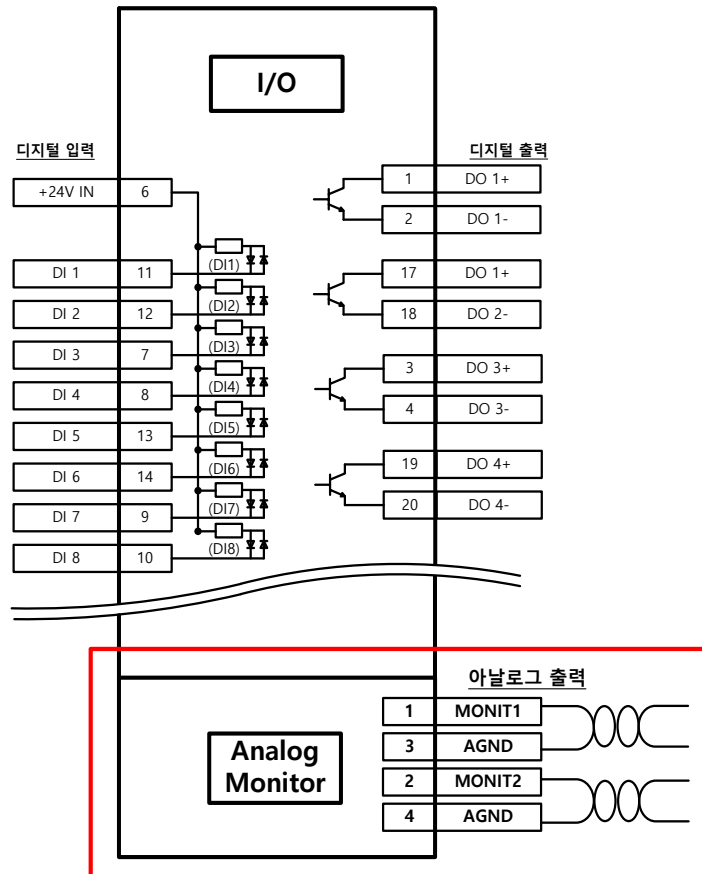 I/O
디지털 입력
디지털 출력
+24V IN 6
1 DO 1+
2 DO 1-
(DI1)
DI 1 11
17 DO 1+
(DI2)
DI 2 12
18 DO 2-
(DI3)
DI 3 7
3 DO 3+
(DI4)
DI 4 8
4 DO 3-
(DI5)
DI 5 13
19 DO 4+
(DI6)
DI 6 14
20 DO 4-
(DI7)
DI 7 9
(DI8)
DI 8 10
아날로그 출력
1 MONIT1
3 AGND
Analog
Monitor
2 MONIT2
4 AGND